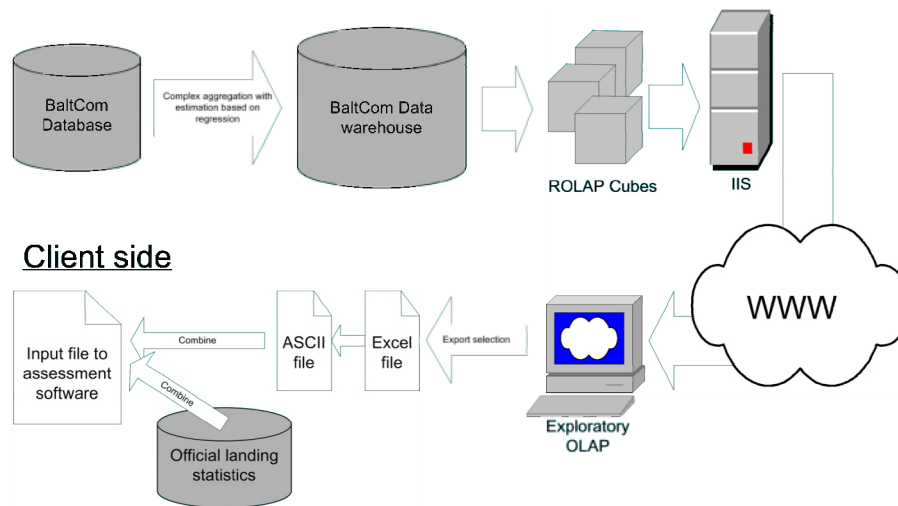 BaltCom
Database
Complex aggregation with
estimation based on
regression
BaltCom Data
warehouse
ROLAP Cubes
IIS
WWW
Client side
Input file to
assessment
software
Combine
Combine
ASCII
file
Excel
file
Export selection
Exploratory
OLAP
Official landing
statistics